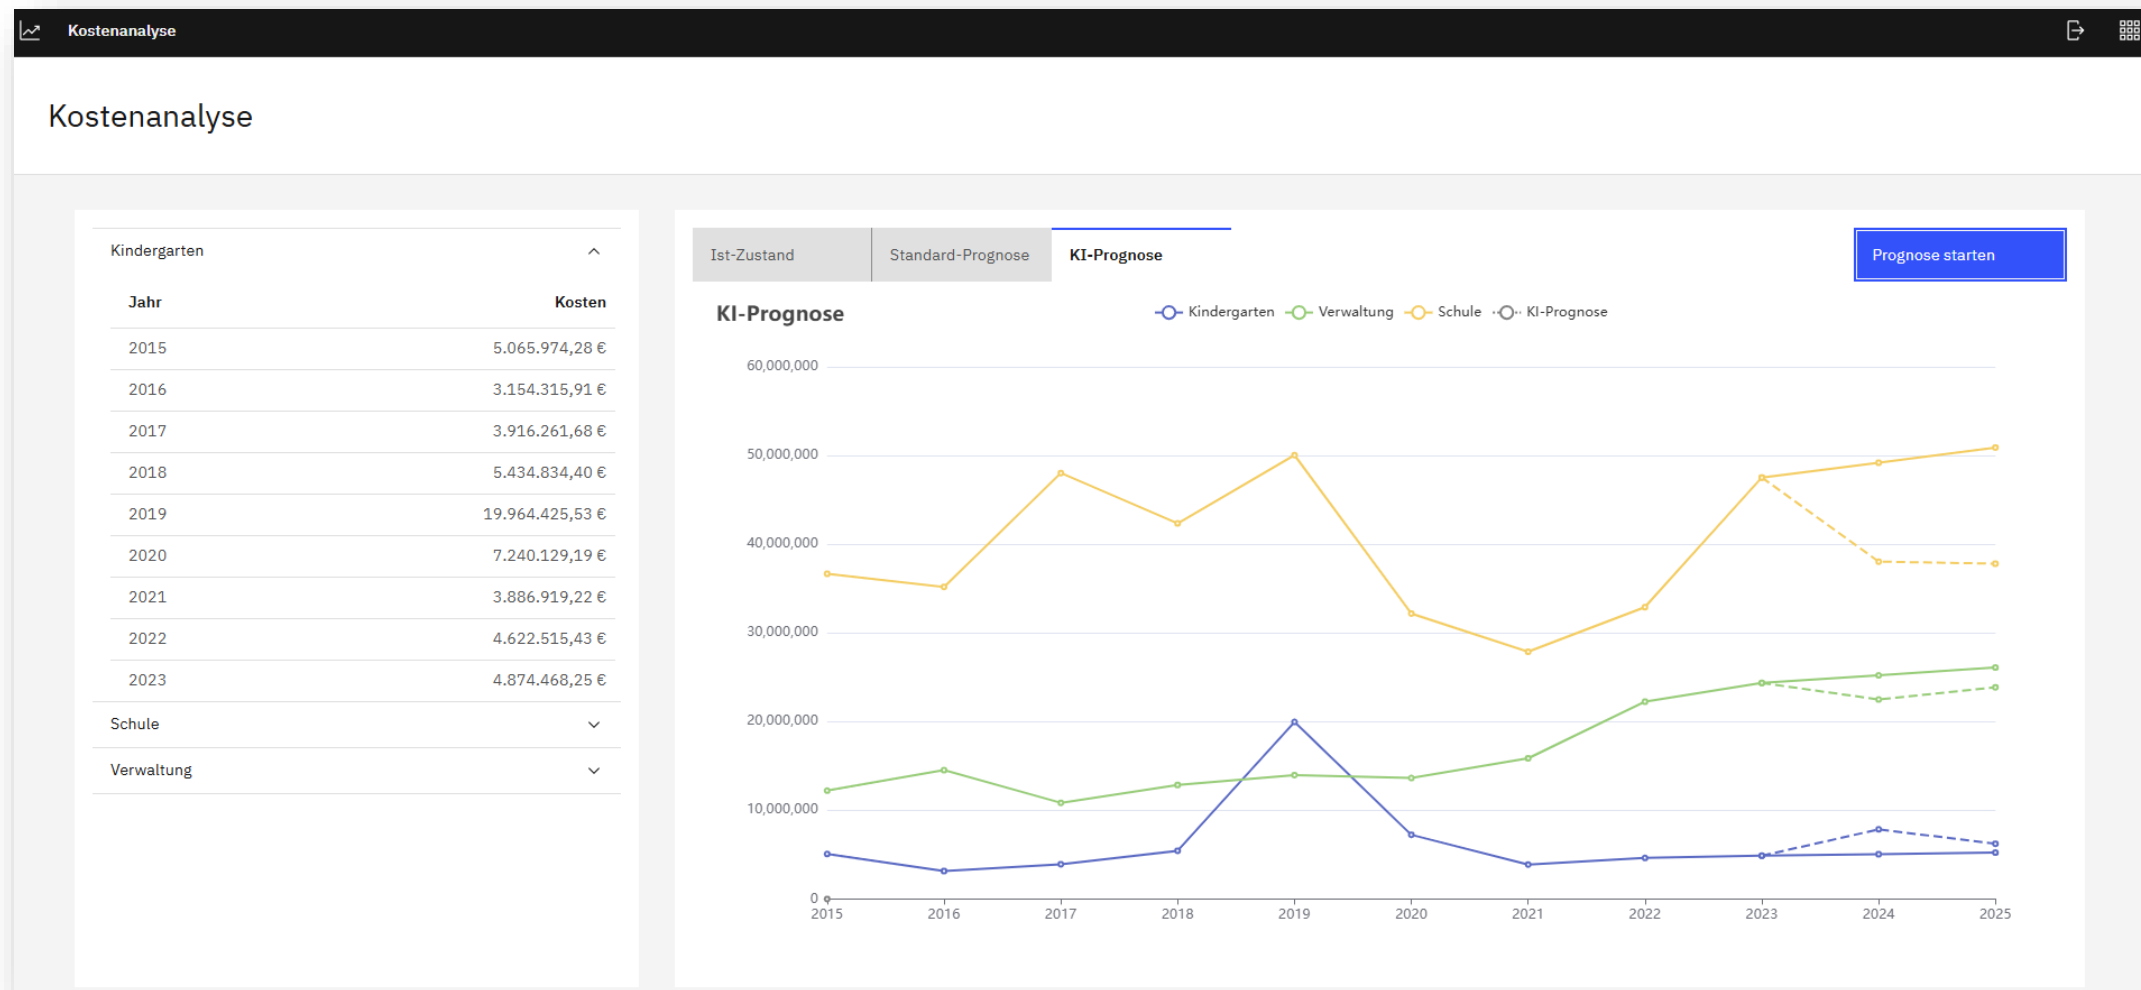 Kostenanalyse
Kostenanalyse
Kindergarten
Jahr Kosten
2015 5.065.974,28 €
2016 3.154.315,91 €
2017 3.916.261,68 €
2018 5.434.834,40 €
2019 19.964.425,53 €
2020 7.240.129,19 €
2021 3.886.919,22 €
2022 4.622.515,43 €
2023 4.874.468,25 €
Schule
Verwaltung
Ist-Zustand Standard-Prognose KI-Prognose Prognose starten
KI-Prognose Kindergarten Verwaltung Schule KI-Prognose
60,000,000
50,000,000
40,000,000
30,000,000
20,000,000
10,000,000
0
2015 2016 2017 2018 2019 2020 2021 2022 2023 2024 2025